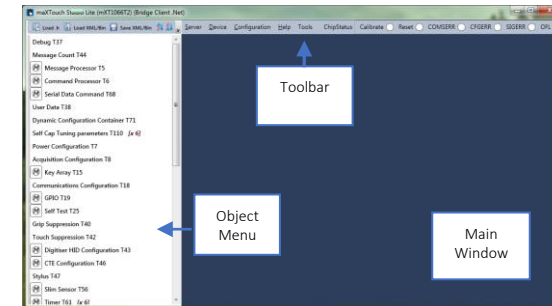 maXTouch Studio Lite (mXT1066T2) (Bridge Client .Net)
Load Load XML/Bin Save XML/Bin Server Device Configuration Help Tools ChipStatus Calibrate Reset COMSERR CFGERR SIGERR OFL
Debug T37
Message Count T44
Message Processor T5
Command Processor T6
Serial Data Command T68
User Data T38
Dynamic Configuration Container T71
Self Cap Tuning parameters T110 [x 6]
Power Configuration T7
Acquisition Configuration T8
Key Array T15
Communications Configuration T18
GPIO T19
Self Test T25
Grip Suppression T40
Touch Suppression T42
Digitiser HID Configuration T43
CTE Configuration T46
Stylus T47
Slim Sensor T56
Timer T61 [x 6]
Toolbar
Object
Menu
Main
Window